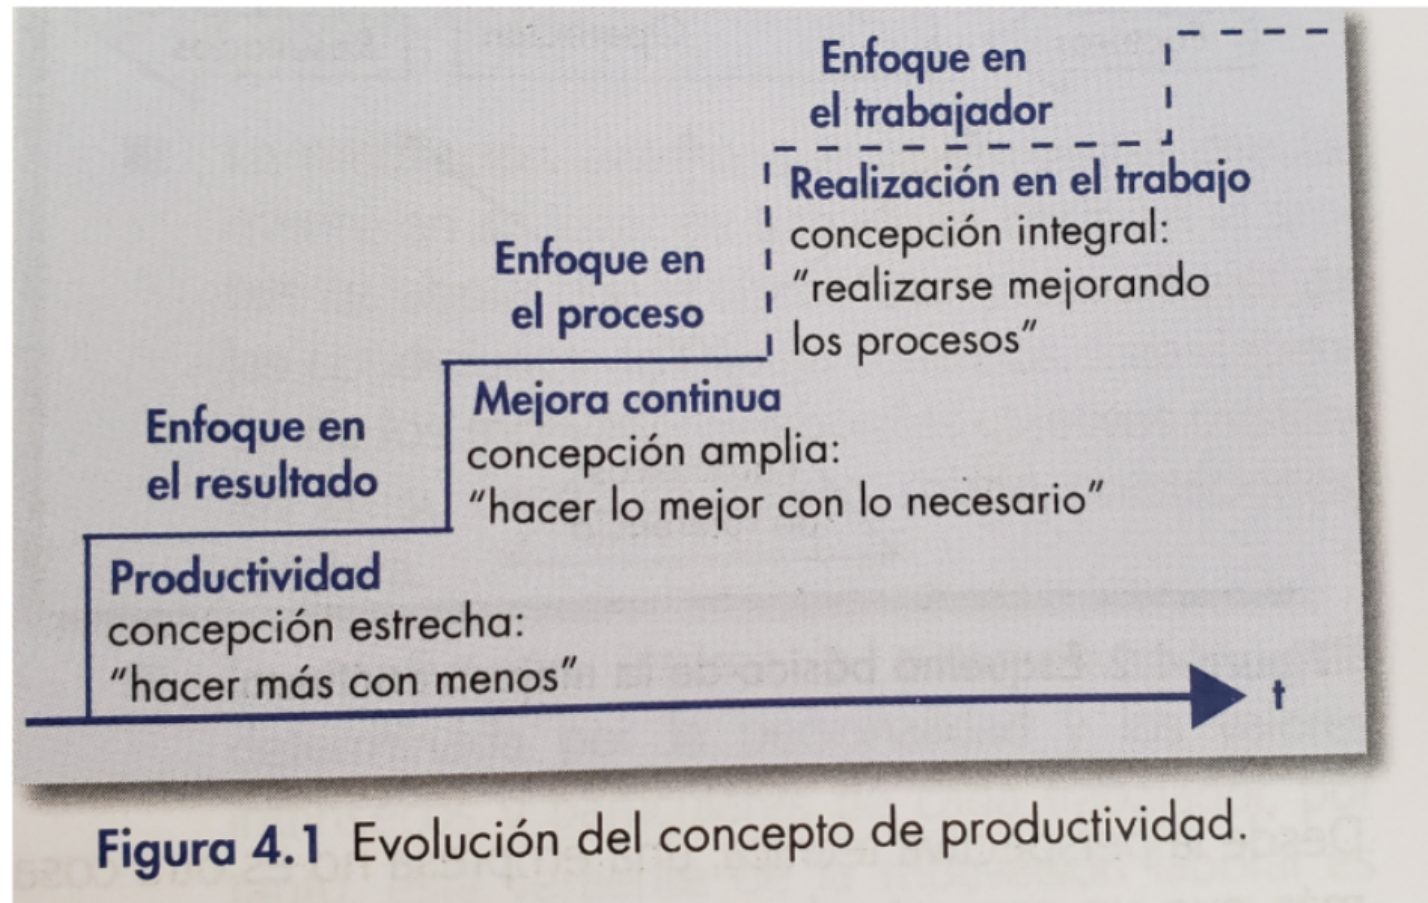 Enfoque en
el trabajador
Realización en el trabajo
concepción integral:
“realizarse mejorando
los procesos”
Enfoque en
el proceso
Mejora continua
concepción amplia:
“hacer lo mejor con lo necesario”
Enfoque en
el resultado
Productividad
concepción estrecha:
“hacer más con menos”
t
Figura 4.1 Evolución del concepto de productividad.